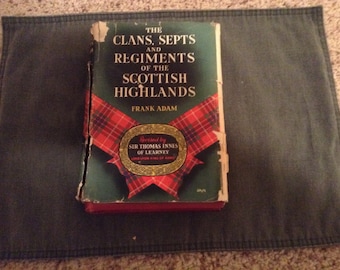 THE
CLANS, SEPTS
AND
REGIMENTS
OF THE
SCOTTISH
HIGHLANDS
FRANK ADAM
Revised by
SIR THOMAS INNES
OF LEARNEY